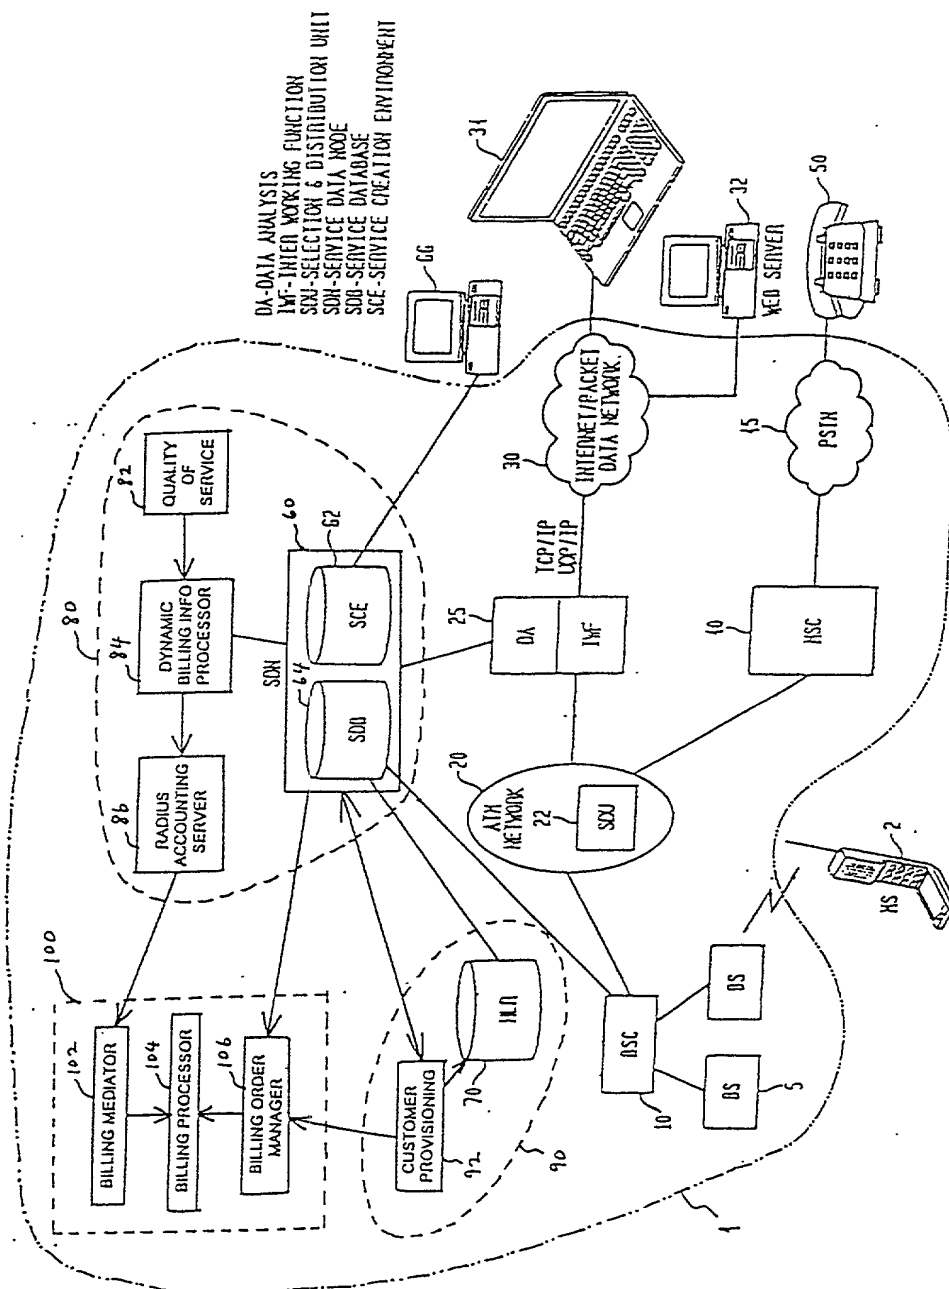 DA-DATA ANALYSIS
IWF-INTER WORKING FUNCTION
SDU-SELECTION & DISTRIBUTION UNIT
SDN-SERVICE DATA NODE
SDB-SERVICE DATABASE
SCE-SERVICE CREATION ENVIRONMENT
100
102
BILLING MEDIATOR
104
BILLING PROCESSOR
106
BILLING ORDER
MANAGER
80
86
RADIUS
ACCOUNTING
SERVER
84
DYNAMIC
BILLING INFO
PROCESSOR
82
QUALITY
OF
SERVICE
SDN
60
64
SDB
62
SCE
66
CUSTOMER
PROVISIONING
92
70
HLR
90
25
DA
IWF
TCP/IP
UDP/IP
30
INTERNET/PACKET
DATA NETWORK
34
32
WEB SERVER
20
ATM
NETWORK
22
SDU
40
MSC
45
PSTN
50
BSC
10
BS
5
BS
MS
2
1